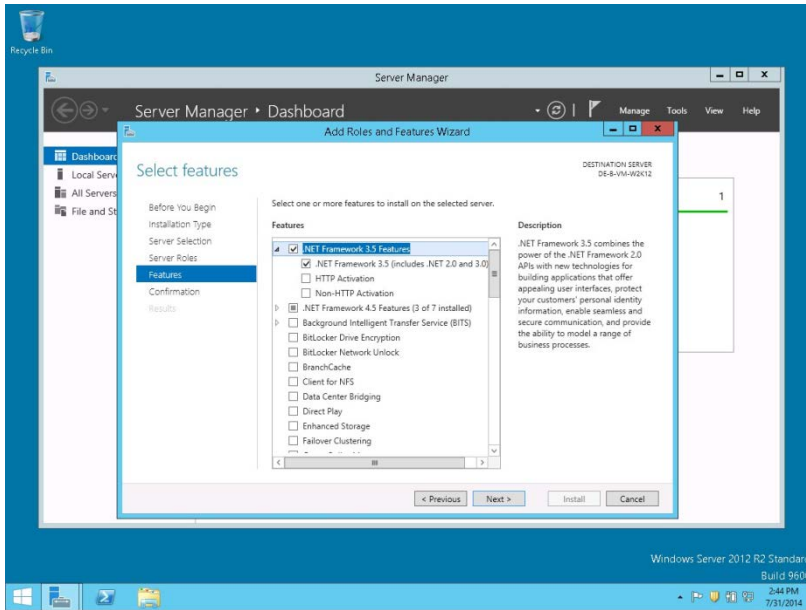 Recycle Bin
Server Manager
Server Manager ‣ Dashboard
Manage Tools View Help
Add Roles and Features Wizard
Dashboard
Local Serv
All Servers
File and St
1
Select features
DESTINATION SERVER
DE-B-VM-W2K12
Before You Begin
Installation Type
Server Selection
Server Roles
Features
Confirmation
Results
Select one or more features to install on the selected server.
Features
.NET Framework 3.5 Features
.NET Framework 3.5 (includes .NET 2.0 and 3.0)
HTTP Activation
Non-HTTP Activation
.NET Framework 4.5 Features (3 of 7 installed)
Background Intelligent Transfer Service (BITS)
BitLocker Drive Encryption
BitLocker Network Unlock
BranchCache
Client for NFS
Data Center Bridging
Direct Play
Enhanced Storage
Failover Clustering
Description
.NET Framework 3.5 combines the
power of the .NET Framework 2.0
APIs with new technologies for
building applications that offer
appealing user interfaces, protect
your customers' personal identity
information, enable seamless and
secure communication, and provide
the ability to model a range of
business processes.
< Previous
Next >
Install
Cancel
Windows Server 2012 R2 Standar
Build 960
2:44 PM
7/31/2014